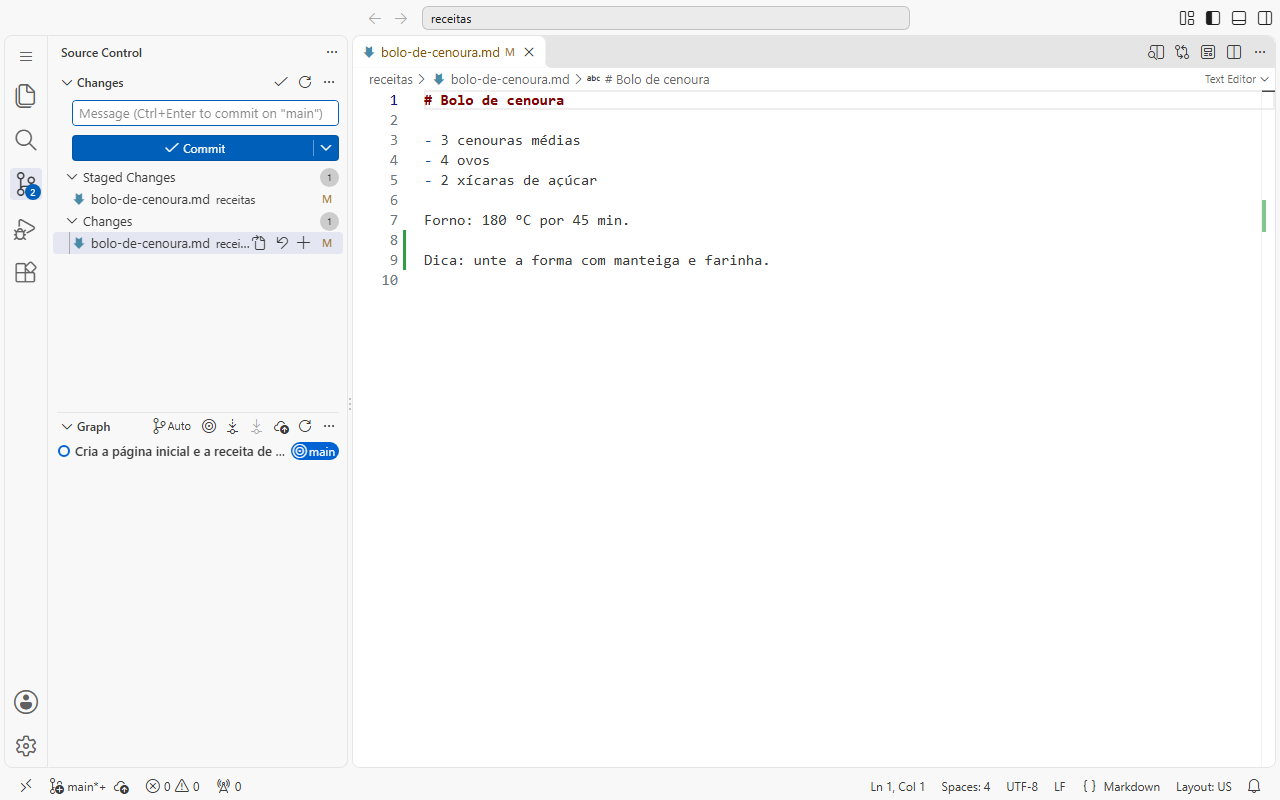 receitas
Source Control
Changes
Message (Ctrl+Enter to commit on "main")
Commit
Staged Changes 1
bolo-de-cenoura.md receitas M
Changes 1
bolo-de-cenoura.md recei... M
Graph Auto
Cria a página inicial e a receita de ... main
bolo-de-cenoura.md M
receitas > bolo-de-cenoura.md > abc # Bolo de cenoura Text Editor
1 # Bolo de cenoura
2
3 - 3 cenouras médias
4 - 4 ovos
5 - 2 xícaras de açúcar
6
7 Forno: 180 °C por 45 min.
8
9 Dica: unte a forma com manteiga e farinha.
10
2
main*+ 0 0 0 Ln 1, Col 1 Spaces: 4 UTF-8 LF { } Markdown Layout: US